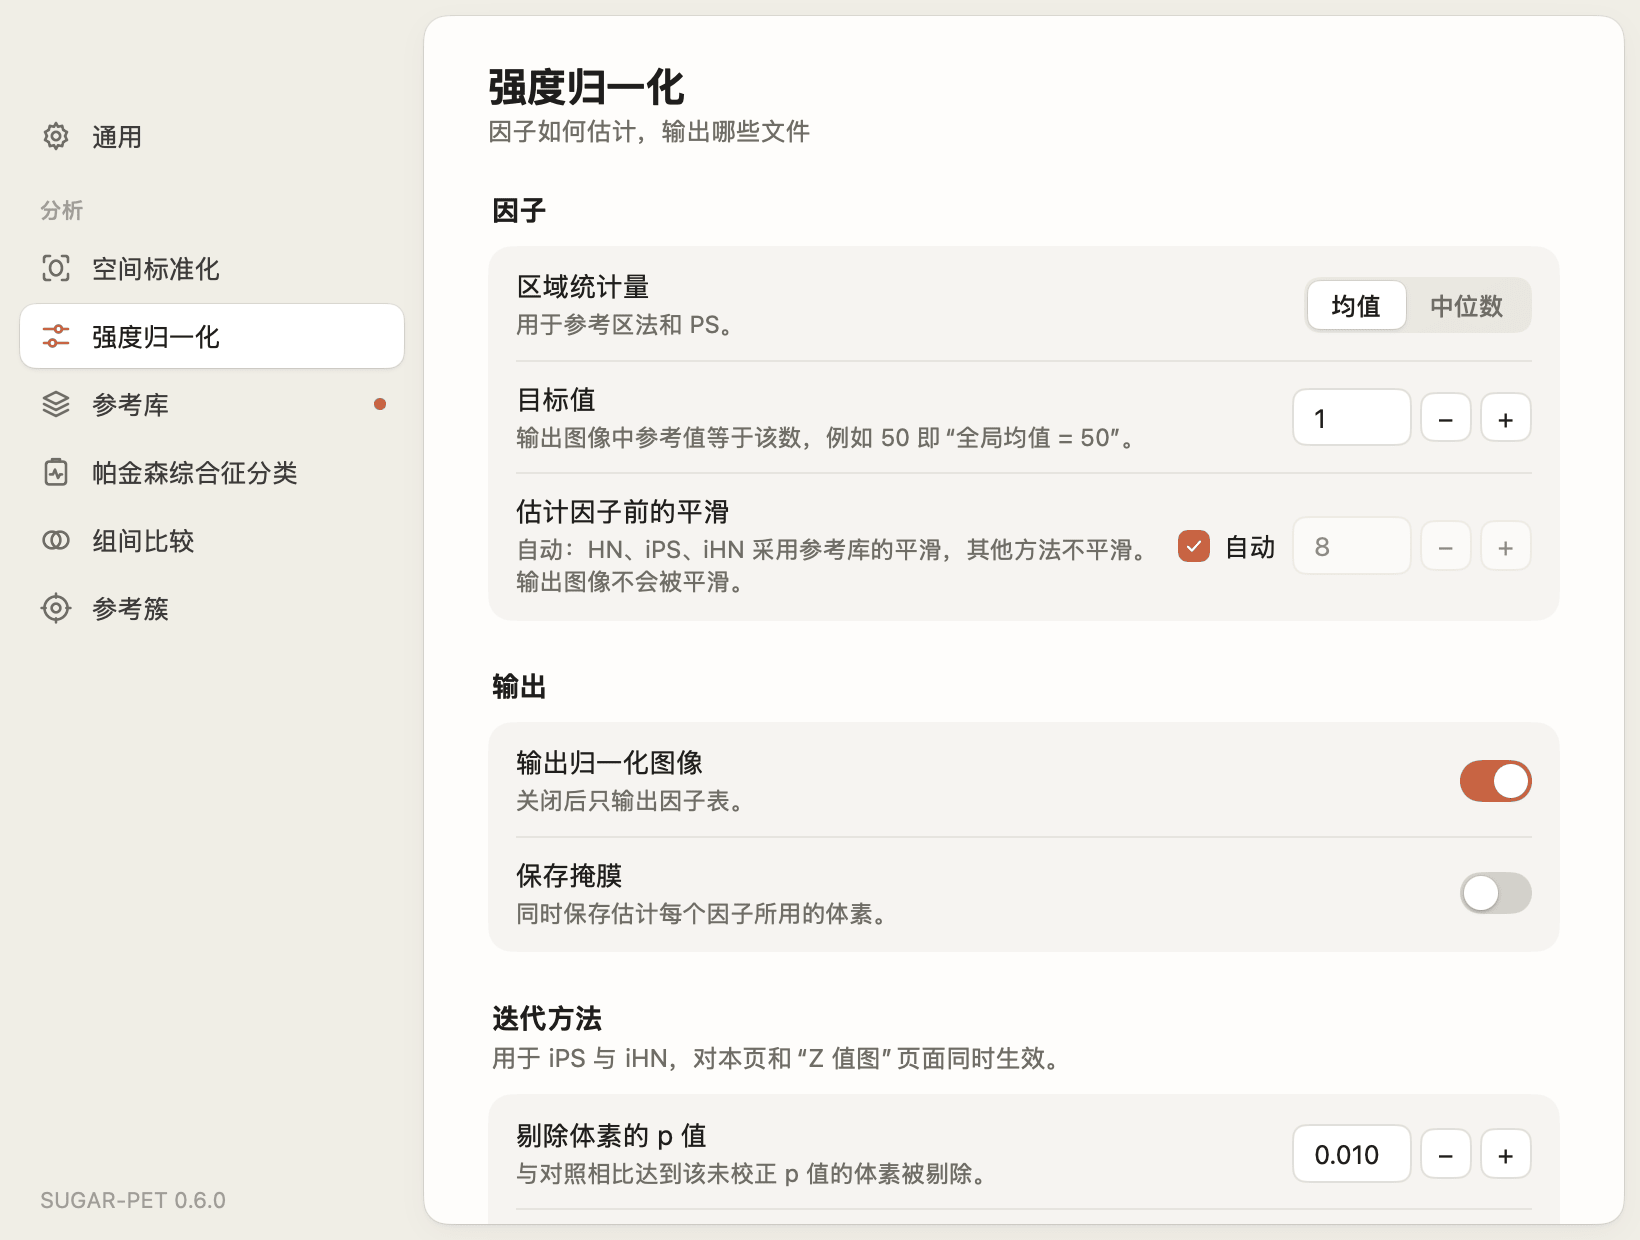 通用
分析
空间标准化
强度归一化
参考库
帕金森综合征分类
组间比较
参考簇
SUGAR-PET 0.6.0
强度归一化
因子如何估计，输出哪些文件
因子
区域统计量
用于参考区法和 PS。
均值
中位数
目标值
输出图像中参考值等于该数，例如 50 即 “全局均值 = 50”。
1
−
+
估计因子前的平滑
自动：HN、iPS、iHN 采用参考库的平滑，其他方法不平滑。
输出图像不会被平滑。
自动
8
−
+
输出
输出归一化图像
关闭后只输出因子表。
保存掩膜
同时保存估计每个因子所用的体素。
迭代方法
用于 iPS 与 iHN，对本页和 “Z 值图” 页面同时生效。
剔除体素的 p 值
与对照相比达到该未校正 p 值的体素被剔除。
0.010
−
+